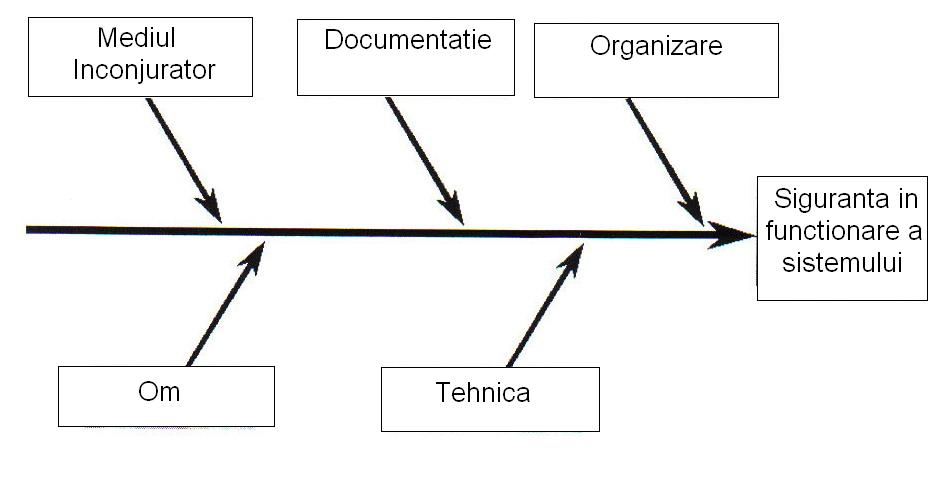 Mediul
Inconjurator
Documentatie
Organizare
Siguranta in
functionare a
sistemului
Om
Tehnica